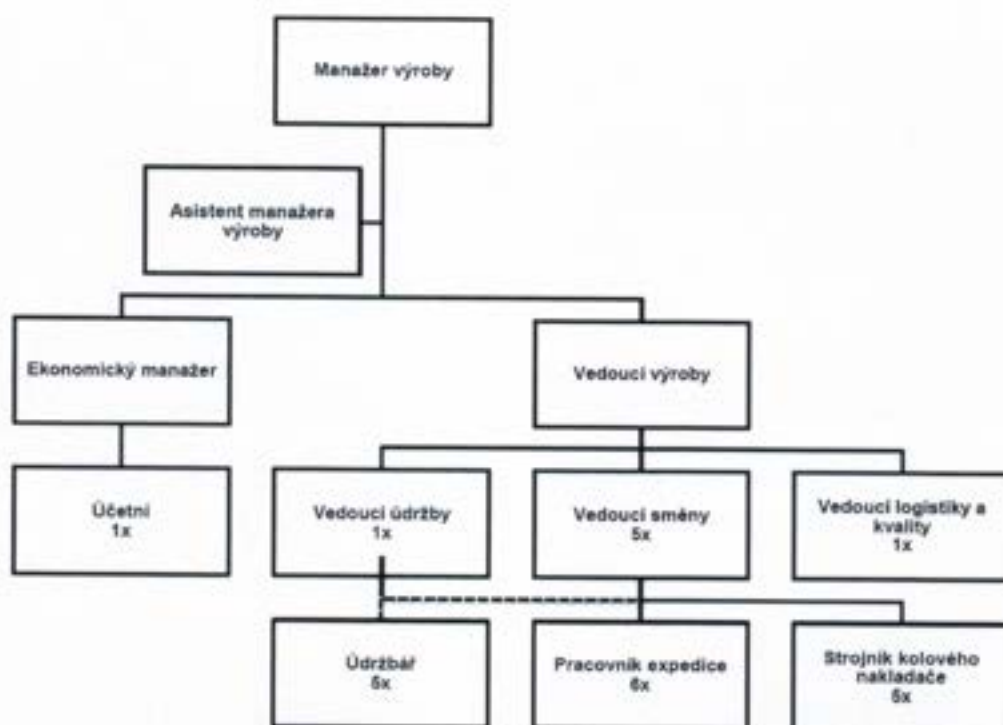 Manažer výroby
Asistent manažera
výroby
Ekonomický manažer
Vedoucí výroby
Účetní
1x
Vedoucí údržby
1x
Vedoucí směny
5x
Vedoucí logistiky a
kvality
1x
Údržbář
5x
Pracovník expedice
6x
Strojník kolového
nakladače
5x